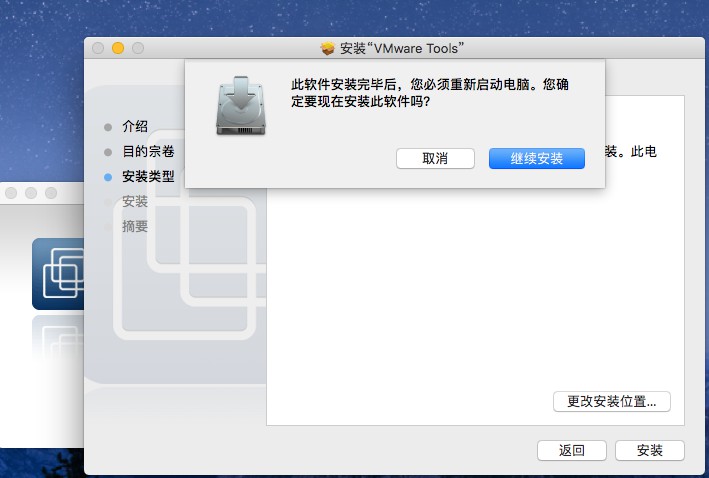 安装“VMware Tools”
此软件安装完毕后，您必须重新启动电脑。您确
定要现在安装此软件吗？
取消
继续安装
介绍
目的宗卷
安装类型
安装
摘要
装。此电
更改安装位置...
返回
安装